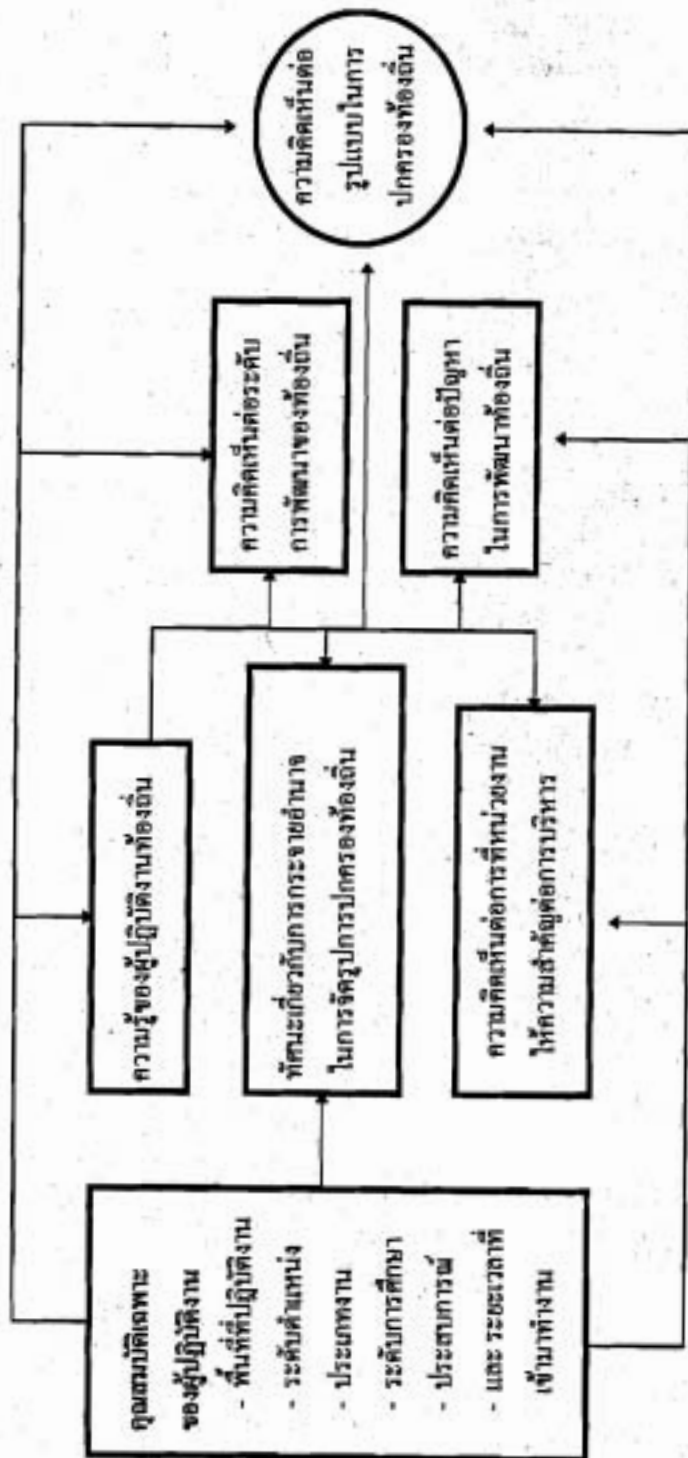 คุณสมบัติเฉพาะ
ของผู้ปฏิบัติงาน
- พื้นที่ที่ปฏิบัติงาน
- ระดับตำแหน่ง
- ประเภทงาน
- ระดับการศึกษา
- ประสบการณ์
- และ ระยะเวลาที่
เข้ามาทำงาน
ความรู้ของผู้ปฏิบัติงานท้องถิ่น
ทัศนะเกี่ยวกับการกระจายอำนาจ
ในการจัดรูปการปกครองท้องถิ่น
ความคิดเห็นต่อการที่หน่วยงาน
ให้ความสำคัญต่อการบริหาร
ความคิดเห็นต่อระดับ
การพัฒนาของท้องถิ่น
ความคิดเห็นต่อปัญหา
ในการพัฒนาท้องถิ่น
ความคิดเห็นต่อ
รูปแบบในการ
ปกครองท้องถิ่น